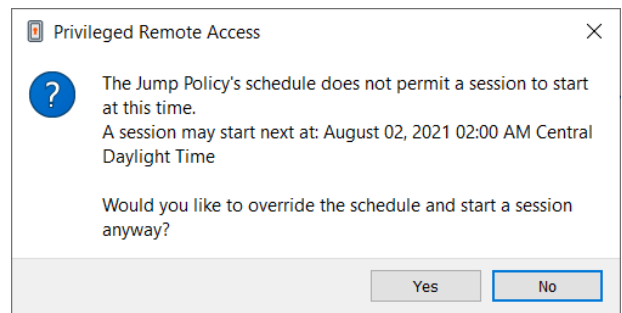 Privileged Remote Access
The Jump Policy's schedule does not permit a session to start
at this time.
A session may start next at: August 02, 2021 02:00 AM Central
Daylight Time
Would you like to override the schedule and start a session
anyway?
Yes
No